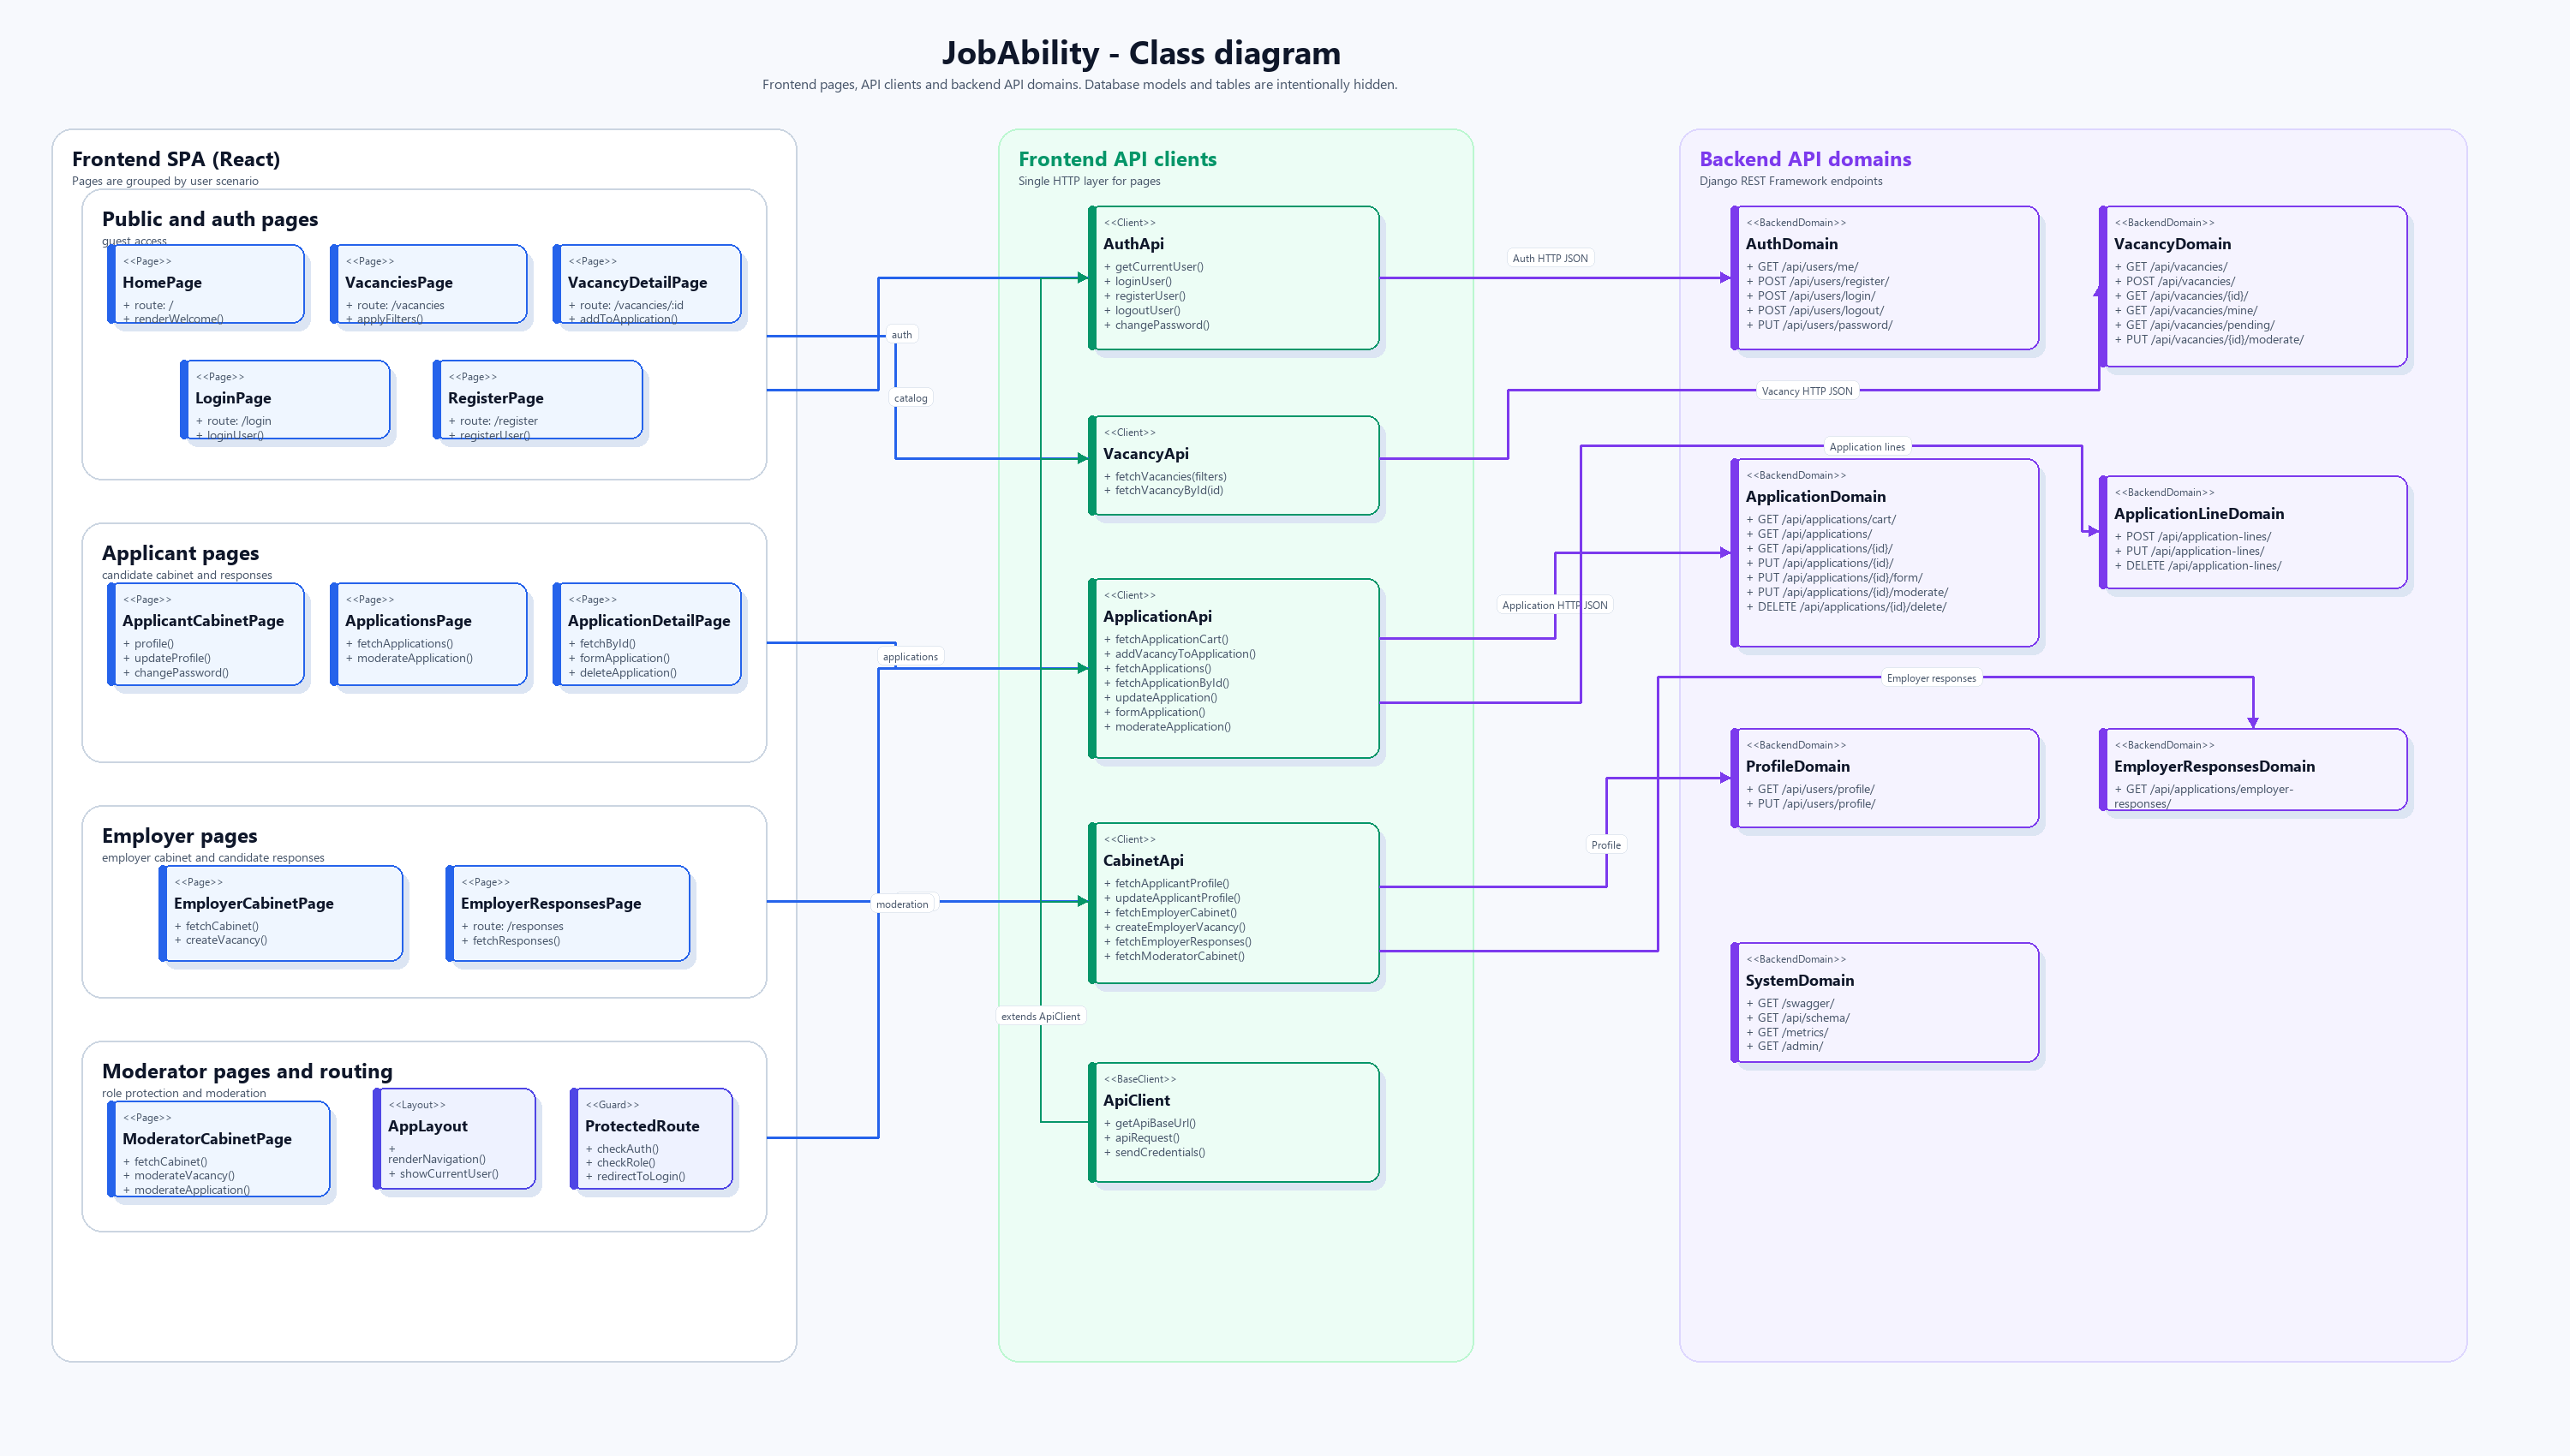 JobAbility - Class diagram
Frontend pages, API clients and backend API domains. Database models and tables are intentionally hidden.
Frontend SPA (React)
Pages are grouped by user scenario
Public and auth pages
guest access
<<Page>>
HomePage
+ route: /
+ renderWelcome()
<<Page>>
VacanciesPage
+ route: /vacancies
+ applyFilters()
<<Page>>
VacancyDetailPage
+ route: /vacancies/:id
+ addToApplication()
<<Page>>
LoginPage
+ route: /login
+ loginUser()
<<Page>>
RegisterPage
+ route: /register
+ registerUser()
Applicant pages
candidate cabinet and responses
<<Page>>
ApplicantCabinetPage
+ profile()
+ updateProfile()
+ changePassword()
<<Page>>
ApplicationsPage
+ fetchApplications()
+ moderateApplication()
<<Page>>
ApplicationDetailPage
+ fetchById()
+ formApplication()
+ deleteApplication()
Employer pages
employer cabinet and candidate responses
<<Page>>
EmployerCabinetPage
+ fetchCabinet()
+ createVacancy()
<<Page>>
EmployerResponsesPage
+ route: /responses
+ fetchResponses()
Moderator pages and routing
role protection and moderation
<<Page>>
ModeratorCabinetPage
+ fetchCabinet()
+ moderateVacancy()
+ moderateApplication()
<<Layout>>
AppLayout
+
renderNavigation()
+ showCurrentUser()
<<Guard>>
ProtectedRoute
+ checkAuth()
+ checkRole()
+ redirectToLogin()
auth
catalog
applications
moderation
Frontend API clients
Single HTTP layer for pages
<<Client>>
AuthApi
+ getCurrentUser()
+ loginUser()
+ registerUser()
+ logoutUser()
+ changePassword()
<<Client>>
VacancyApi
+ fetchVacancies(filters)
+ fetchVacancyById(id)
<<Client>>
ApplicationApi
+ fetchApplicationCart()
+ addVacancyToApplication()
+ fetchApplications()
+ fetchApplicationById()
+ updateApplication()
+ formApplication()
+ moderateApplication()
<<Client>>
CabinetApi
+ fetchApplicantProfile()
+ updateApplicantProfile()
+ fetchEmployerCabinet()
+ createEmployerVacancy()
+ fetchEmployerResponses()
+ fetchModeratorCabinet()
extends ApiClient
<<BaseClient>>
ApiClient
+ getApiBaseUrl()
+ apiRequest()
+ sendCredentials()
Auth HTTP JSON
Vacancy HTTP JSON
Application lines
Application HTTP JSON
Employer responses
Profile
Backend API domains
Django REST Framework endpoints
<<BackendDomain>>
AuthDomain
+ GET /api/users/me/
+ POST /api/users/register/
+ POST /api/users/login/
+ POST /api/users/logout/
+ PUT /api/users/password/
<<BackendDomain>>
VacancyDomain
+ GET /api/vacancies/
+ POST /api/vacancies/
+ GET /api/vacancies/{id}/
+ GET /api/vacancies/mine/
+ GET /api/vacancies/pending/
+ PUT /api/vacancies/{id}/moderate/
<<BackendDomain>>
ApplicationDomain
+ GET /api/applications/cart/
+ GET /api/applications/
+ GET /api/applications/{id}/
+ PUT /api/applications/{id}/
+ PUT /api/applications/{id}/form/
+ PUT /api/applications/{id}/moderate/
+ DELETE /api/applications/{id}/delete/
<<BackendDomain>>
ApplicationLineDomain
+ POST /api/application-lines/
+ PUT /api/application-lines/
+ DELETE /api/application-lines/
<<BackendDomain>>
ProfileDomain
+ GET /api/users/profile/
+ PUT /api/users/profile/
<<BackendDomain>>
EmployerResponsesDomain
+ GET /api/applications/employer-
responses/
<<BackendDomain>>
SystemDomain
+ GET /swagger/
+ GET /api/schema/
+ GET /metrics/
+ GET /admin/